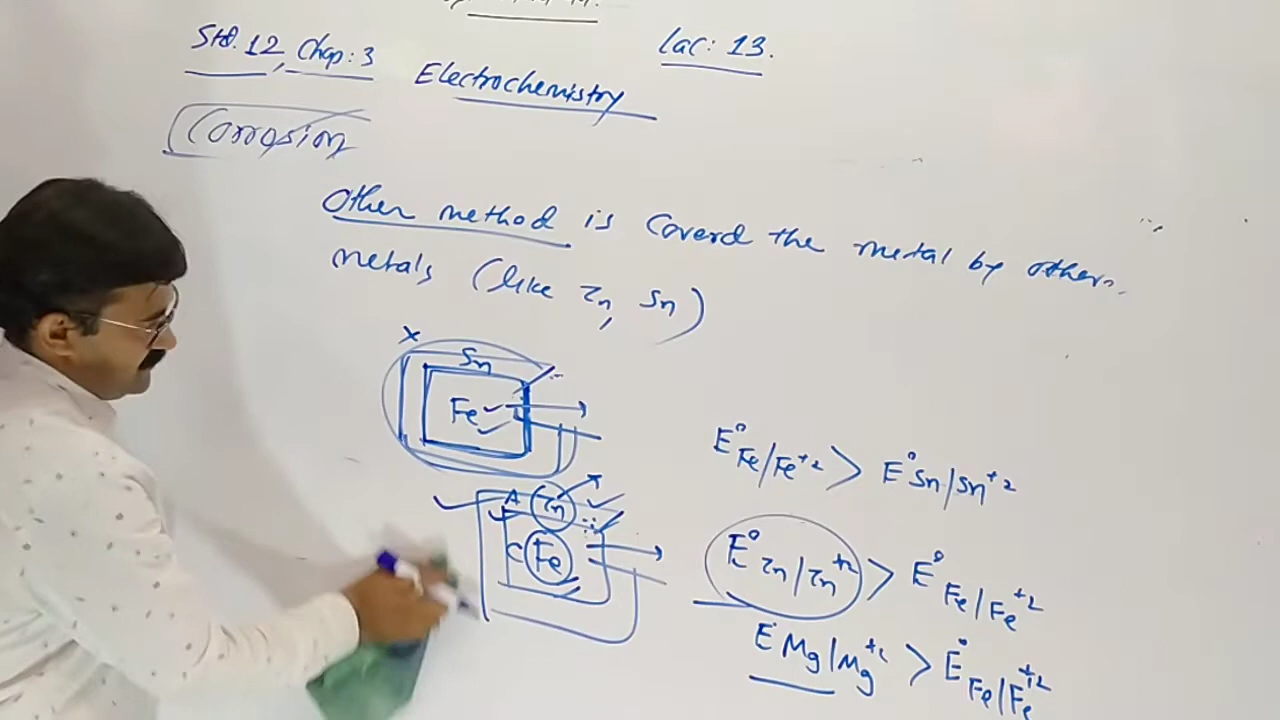 Std. 12, Chap: 3
Lec: 13.
Electrochemistry
Corrosion
Other method is coverd the metal by others.
metals (like Zn, Sn)
x
Sn
Fe
A Zn
C Fe
E° Fe/Fe+2 > E° Sn/Sn+2
E° Zn/Zn+2 > E° Fe/Fe+2
E° Mg/Mg+2 > E° Fe/Fe+2